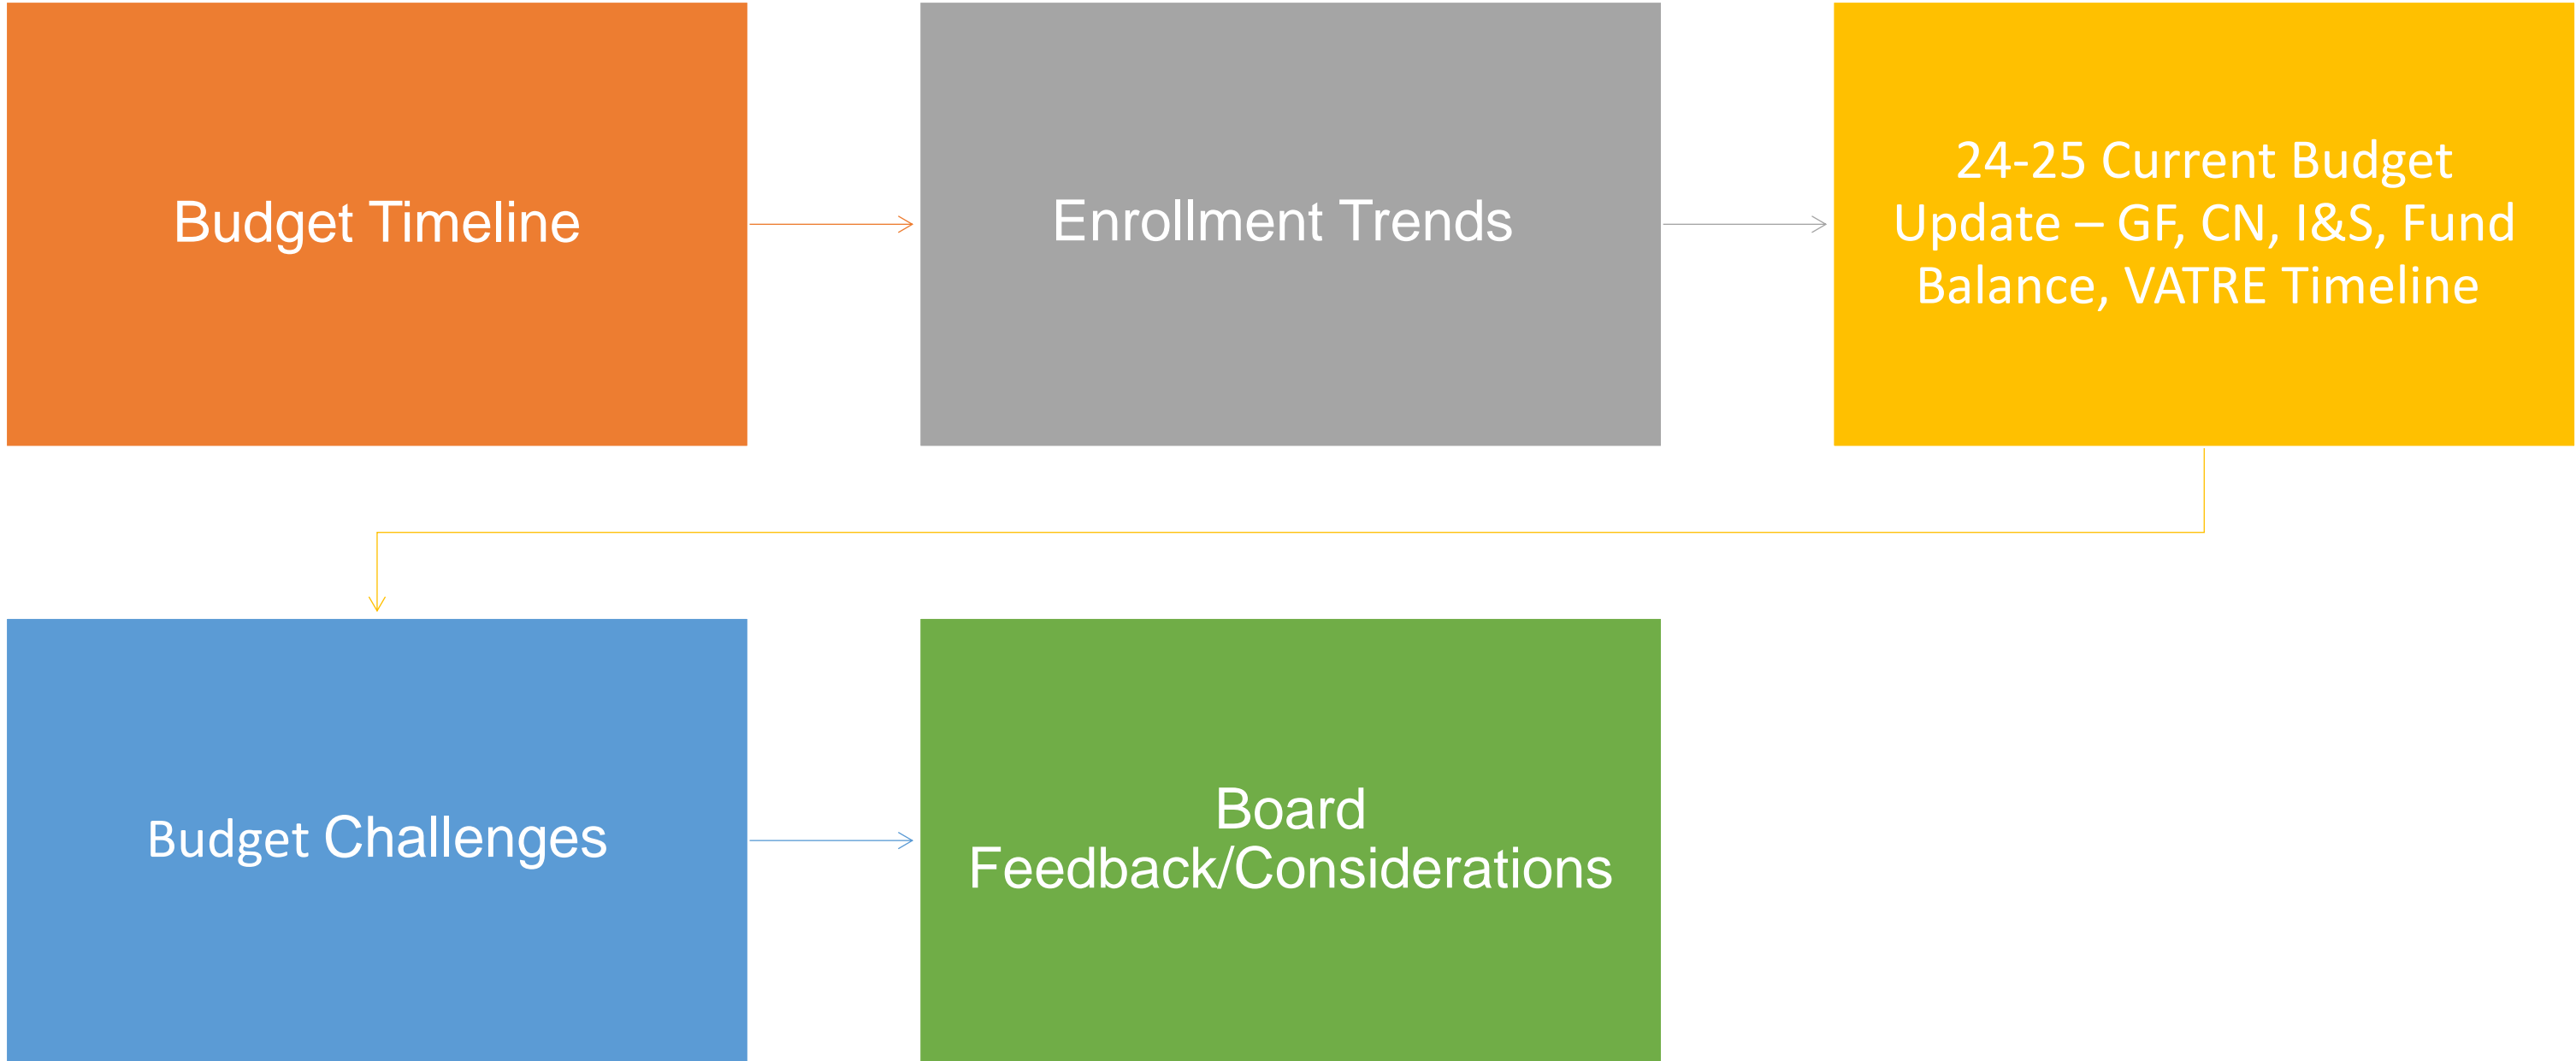 Budget Timeline
Enrollment Trends
24-25 Current Budget
Update – GF, CN, I&S, Fund
Balance, VATRE Timeline
Budget Challenges
Board
Feedback/Considerations